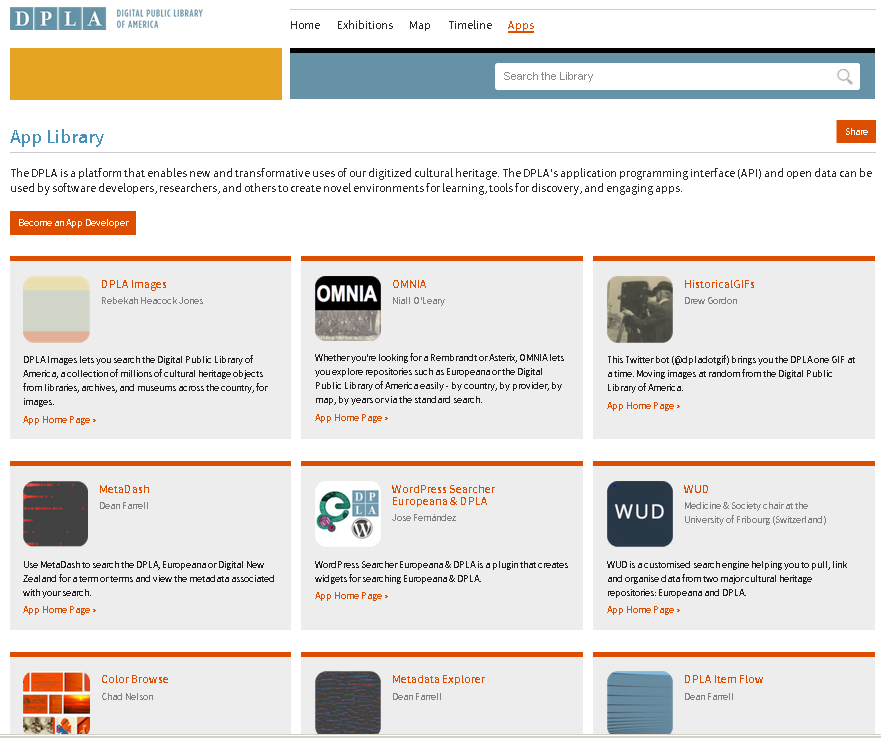 DPLA DIGITAL PUBLIC LIBRARY
OF AMERICA
Home Exhibitions Map Timeline Apps
Search the Library
App Library
Share
The DPLA is a platform that enables new and transformative uses of our digitized cultural heritage. The DPLA's application programming interface (API) and open data can be
used by software developers, researchers, and others to create novel environments for learning, tools for discovery, and engaging apps.
Become an App Developer
DPLA Images
Rebekah Heacock Jones
DPLA Images lets you search the Digital Public Library of
America, a collection of millions of cultural heritage objects
from libraries, archives, and museums across the country, for
images.
App Home Page >
OMNIA
OMNIA
Niall O'Leary
Whether you're looking for a Rembrandt or Asterix, OMNIA lets
you explore repositories such as Europeana or the Digital
Public Library of America easily - by country, by provider, by
map, by years or via the standard search.
App Home Page >
HistoricalGIFs
Drew Gordon
This Twitter bot (@dpladotgif) brings you the DPLA one GIF at
a time. Moving images at random from the Digital Public
Library of America.
App Home Page >
MetaDash
Dean Farrell
Use MetaDash to search the DPLA, Europeana or Digital New
Zealand for a term or terms and view the metadata associated
with your search.
App Home Page >
e DP
LA
W
WordPress Searcher
Europeana & DPLA
Jose Fernández
WordPress Searcher Europeana & DPLA is a plugin that creates
widgets for searching Europeana & DPLA.
App Home Page >
WUD
WUD
Medicine & Society chair at the
University of Fribourg (Switzerland)
WUD is a customised search engine helping you to pull, link
and organise data from two major cultural heritage
repositories: Europeana and DPLA.
App Home Page >
Color Browse
Chad Nelson
Metadata Explorer
Dean Farrell
DPLA Item Flow
Dean Farrell